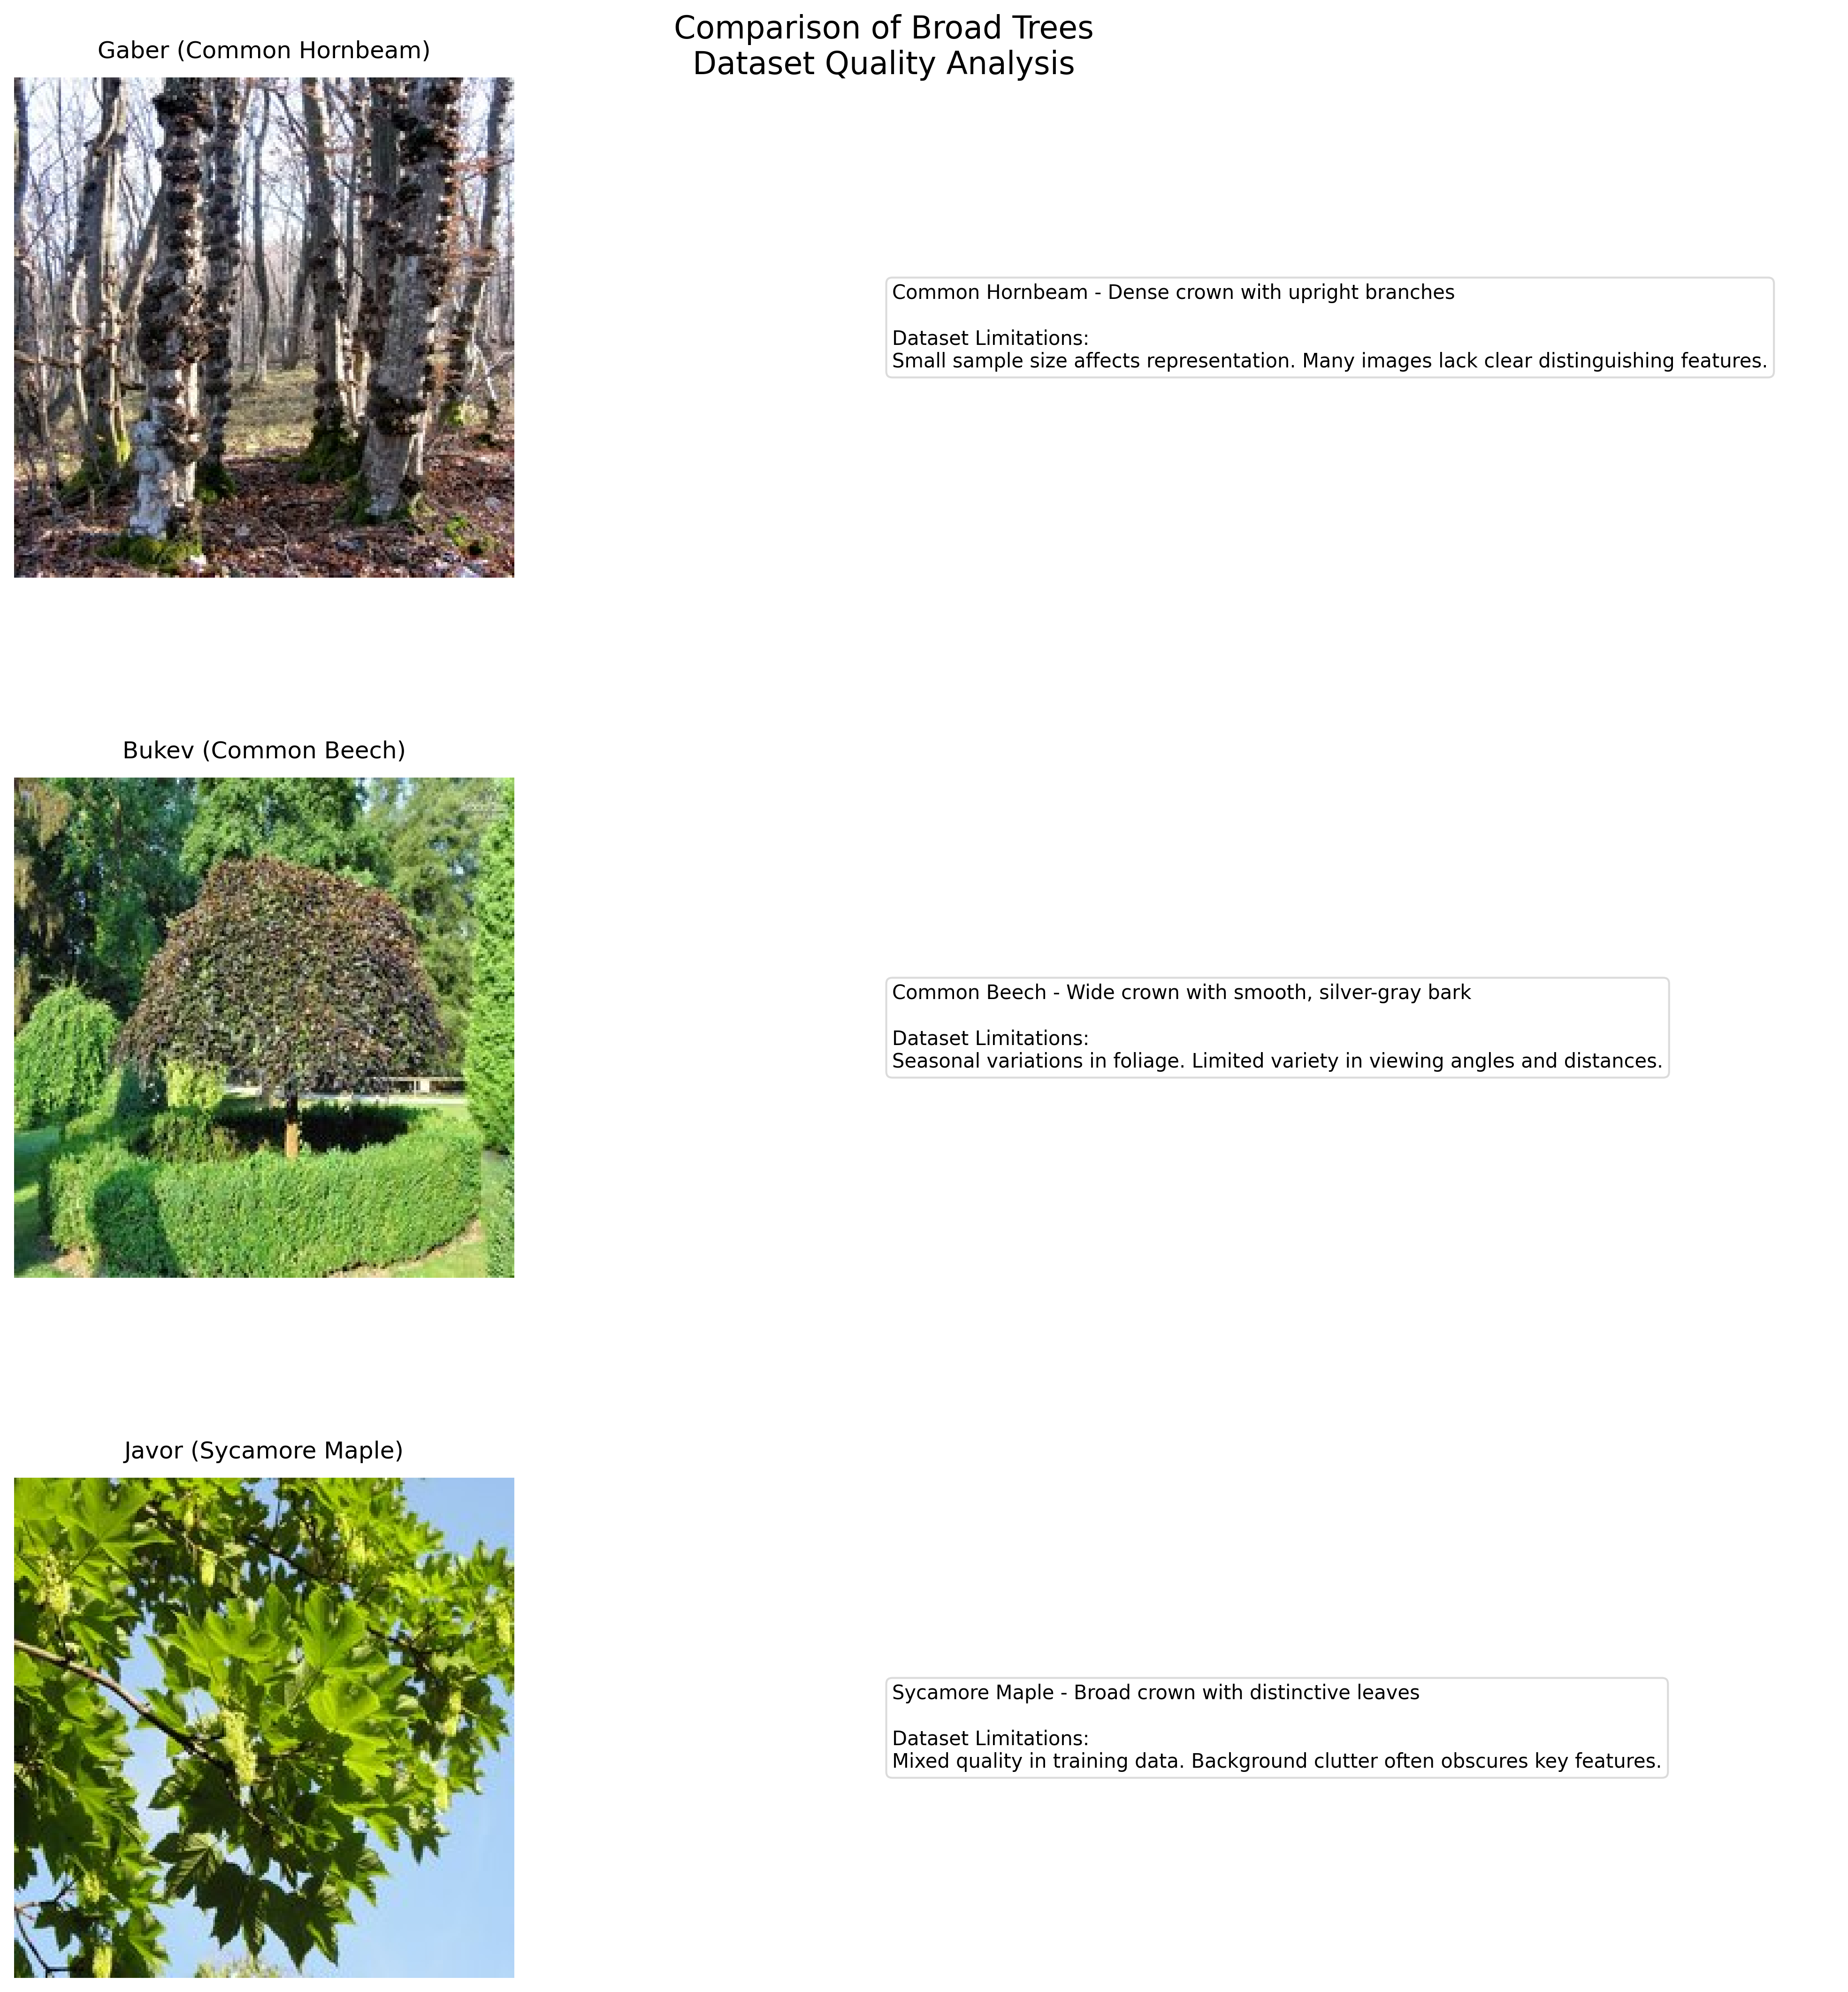 Comparison of Broad Trees
Dataset Quality Analysis
Gaber (Common Hornbeam)
Common Hornbeam - Dense crown with upright branches
Dataset Limitations:
Small sample size affects representation. Many images lack clear distinguishing features.
Bukev (Common Beech)
Common Beech - Wide crown with smooth, silver-gray bark
Dataset Limitations:
Seasonal variations in foliage. Limited variety in viewing angles and distances.
Javor (Sycamore Maple)
Sycamore Maple - Broad crown with distinctive leaves
Dataset Limitations:
Mixed quality in training data. Background clutter often obscures key features.